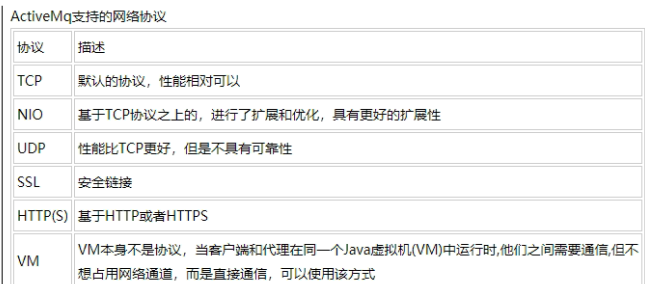 ActiveMq支持的网络协议
协议 描述
TCP 默认的协议，性能相对可以
NIO 基于TCP协议之上的，进行了扩展和优化，具有更好的扩展性
UDP 性能比TCP更好，但是不具有可靠性
SSL 安全链接
HTTP(S) 基于HTTP或者HTTPS
VM VM本身不是协议，当客户端和代理在同一个Java虚拟机(VM)中运行时,他们之间需要通信,但不
想占用网络通道，而是直接通信，可以使用该方式